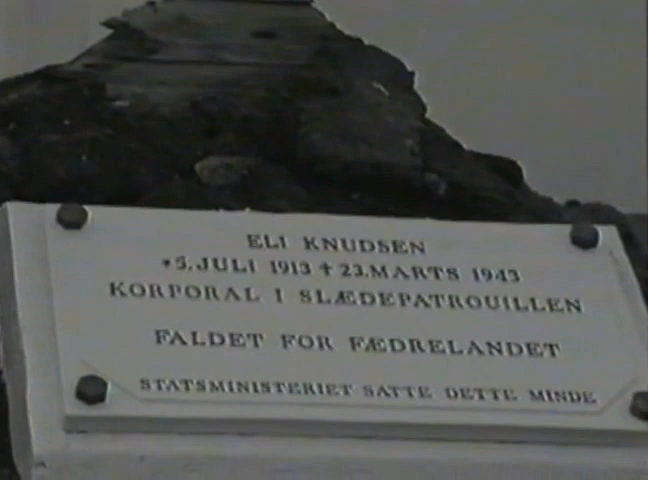 ELI KNUDSEN
*5. JULI 1913 ✝ 23. MARTS 1943
KORPORAL I SLÆDEPATROUILLEN
FALDET FOR FÆDRELANDET
STATSMINISTERIET SATTE DETTE MINDE